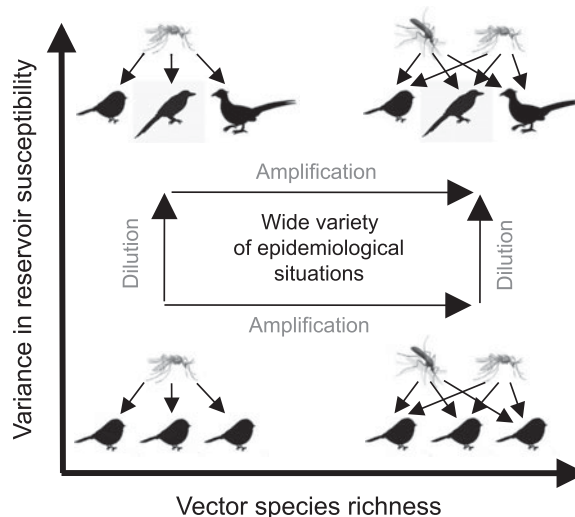 Variance in reservoir susceptibility
Amplification
Dilution
Wide variety
of epidemiological
situations
Dilution
Amplification
Vector species richness